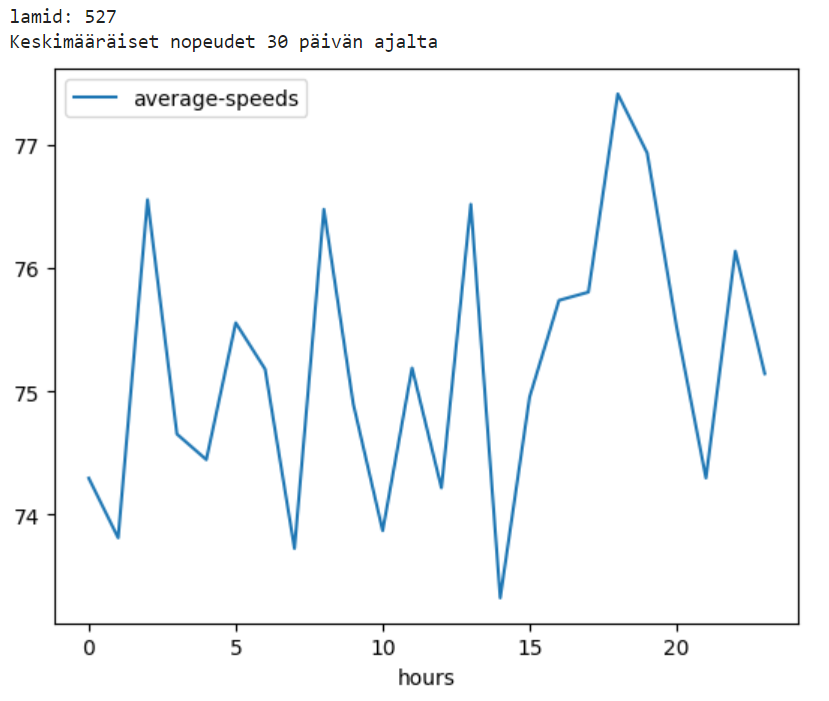 lamid: 527
Keskimääräiset nopeudet 30 päivän ajalta
average-speeds
77
76
75
74
0 5 10 15 20
hours